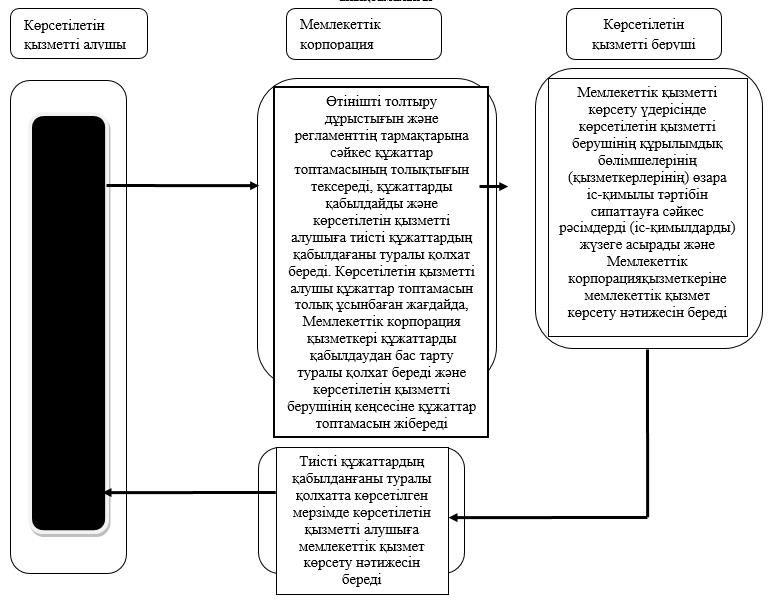 Көрсетілетін
қызметті алушы
Мемлекеттік
корпорация
Көрсетілетін
қызметті беруші
Өтінішті толтыру
дұрыстығын және
регламенттің тармақтарына
сәйкес құжаттар
топтамасының толықтығын
тексереді, құжаттарды
қабылдайды және
көрсетілетін қызметті
алушыға тиісті құжаттардың
қабылдағаны туралы қолхат
береді. Көрсетілетін қызметті
алушы құжаттар топтамасын
толық ұсынбаған жағдайда,
Мемлекеттік корпорация
қызметкері құжаттарды
қабылдаудан бас тарту
туралы қолхат береді және
көрсетілетін қызметті
берушінің кеңсесіне құжаттар
топтамасын жібереді
Мемлекеттік қызметті
көрсету үдерісінде
көрсетілетін қызметті
берушінің құрылымдық
бөлімшелерінің
(қызметкерлерінің) өзара
іс-қимылы тәртібін
сипаттауға сәйкес
рәсімдерді (іс-қимылдарды)
жүзеге асырады және
Мемлекеттік
корпорацияқызметкеріне
мемлекеттік қызмет
көрсету нәтижесін береді
Тиісті құжаттардың
қабылданғаны туралы
қолхатта көрсетілген
мерзімде көрсетілетін
қызметті алушыға
мемлекеттік қызмет
көрсету нәтижесін
береді